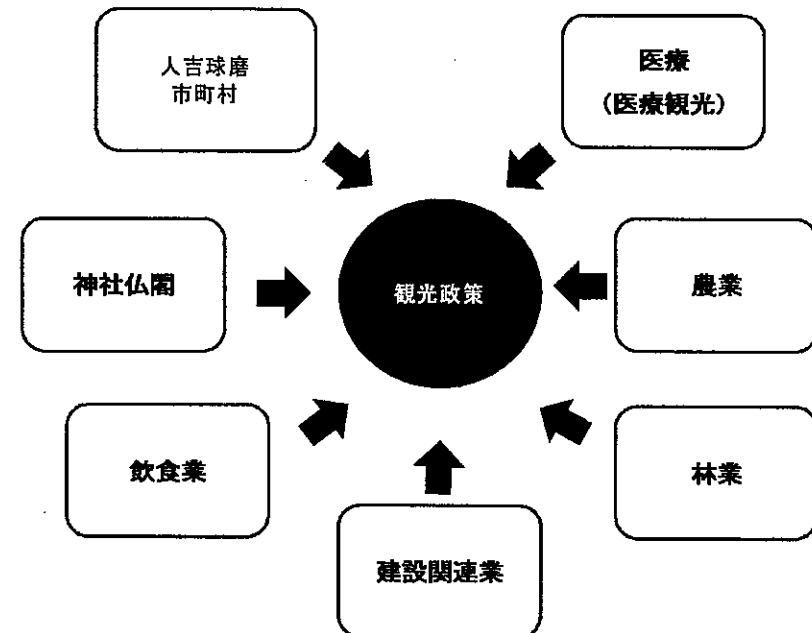 人吉球磨
市町村
医療
(医療観光)
神社仏閣
観光政策
農業
飲食業
林業
建設関連業